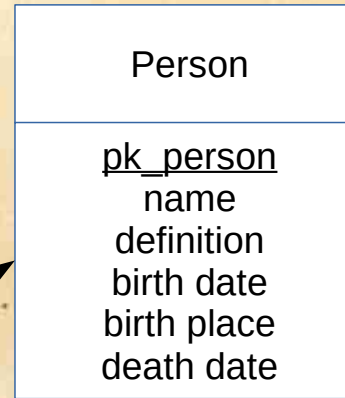 Person
pk_person
name
definition
birth date
birth place
death date